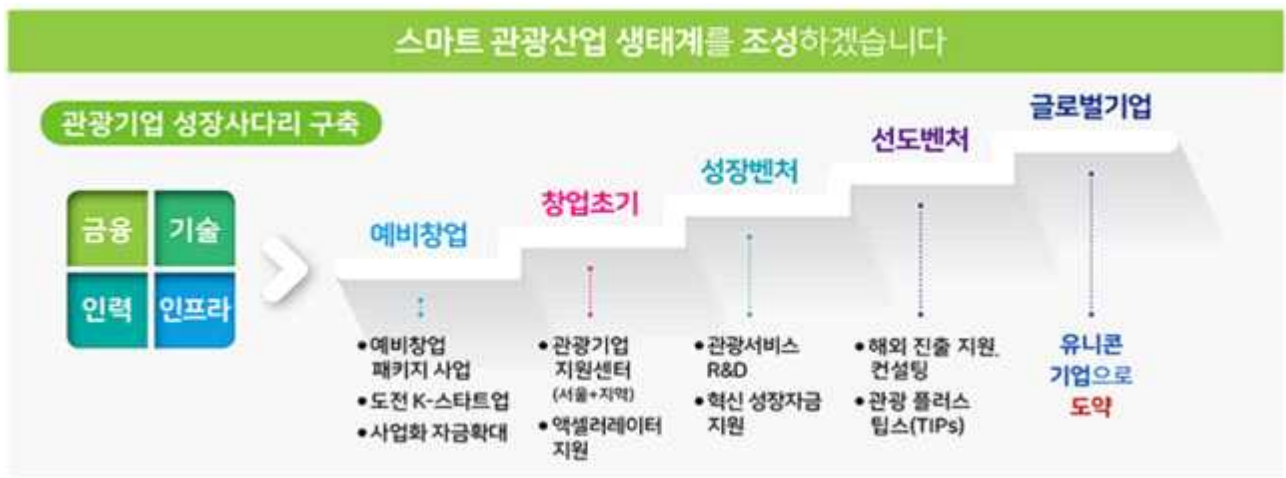 스마트 관광산업 생태계를 조성하겠습니다
관광기업 성장사다리 구축
금융
기술
인력
인프라
예비창업
• 예비창업
패키지 사업
• 도전 K-스타트업
• 사업화 자금확대
창업초기
• 관광기업
지원센터
(서울+지역)
• 액셀러레이터
지원
성장벤처
• 관광서비스
R&D
• 혁신 성장자금
지원
선도벤처
• 해외 진출 지원,
컨설팅
• 관광 플러스
팁스(TIPs)
글로벌기업
유니콘
기업으로
도약